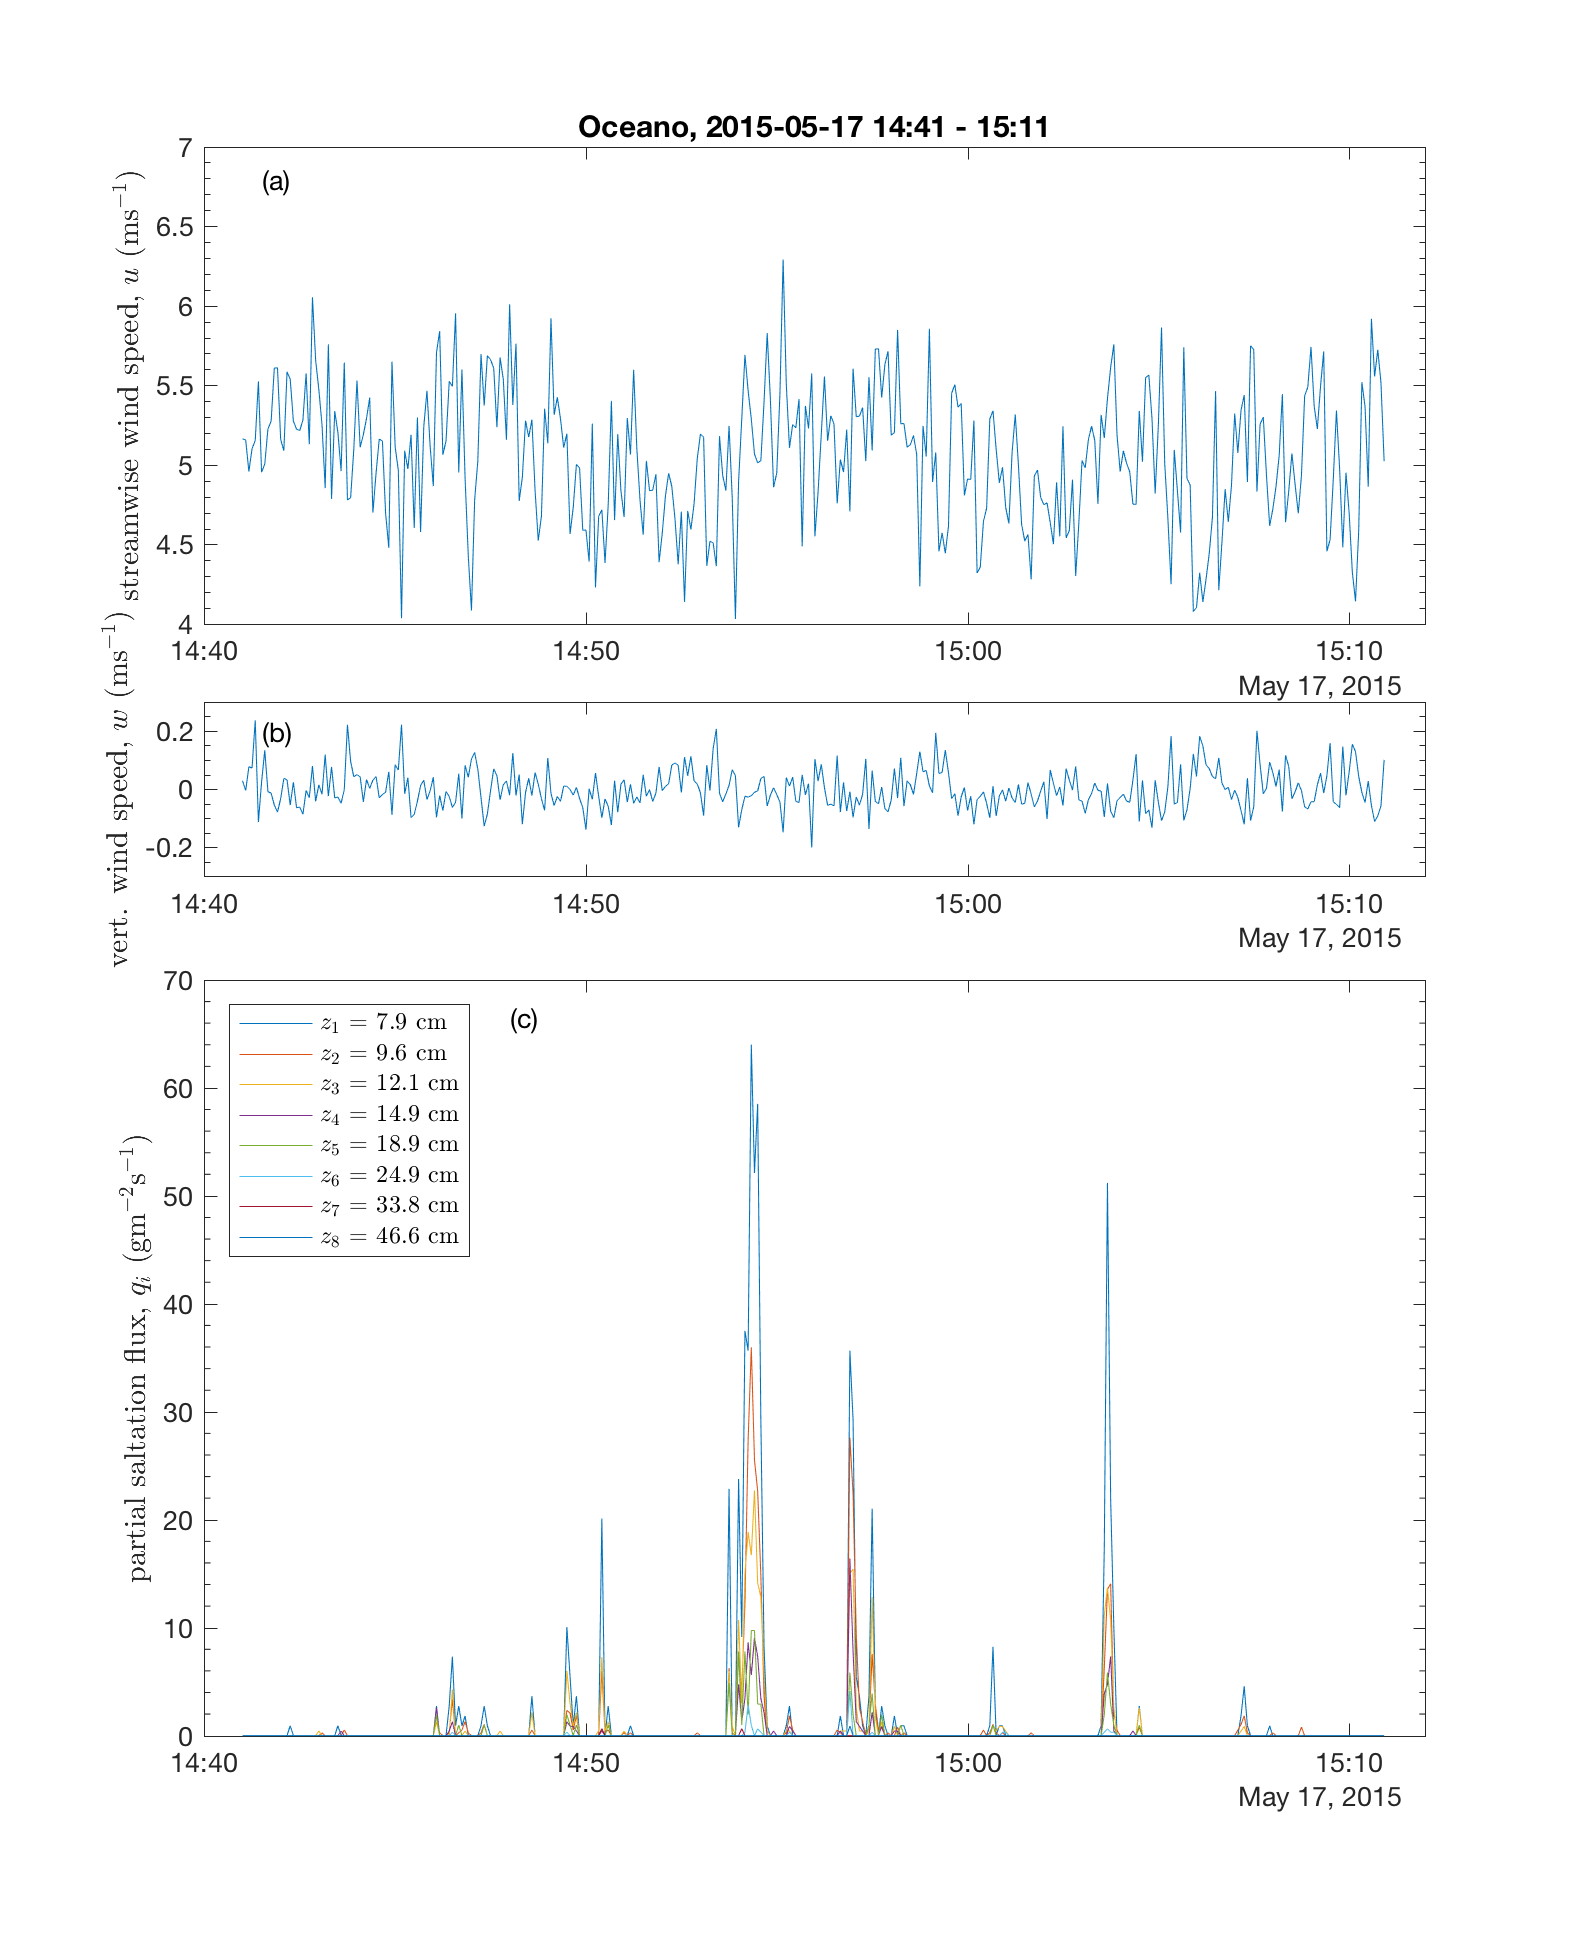 Oceano, 2015-05-17 14:41 - 15:11
(a)
streamwise wind speed, u (ms⁻¹)
7
6.5
6
5.5
5
4.5
4
14:40 14:50 15:00 15:10
May 17, 2015
(b)
vert. wind speed, w (ms⁻¹)
0.2
0
-0.2
14:40 14:50 15:00 15:10
May 17, 2015
(c)
partial saltation flux, qᵢ (gm⁻²s⁻¹)
70
60
50
40
30
20
10
0
z₁ = 7.9 cm
z₂ = 9.6 cm
z₃ = 12.1 cm
z₄ = 14.9 cm
z₅ = 18.9 cm
z₆ = 24.9 cm
z₇ = 33.8 cm
z₈ = 46.6 cm
14:40 14:50 15:00 15:10
May 17, 2015